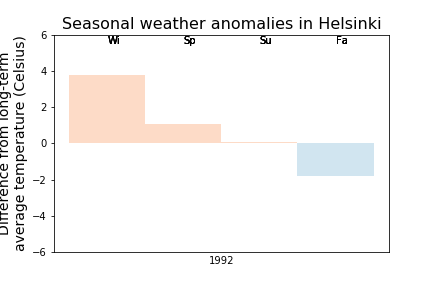 Seasonal weather anomalies in Helsinki
Difference from long-term
average temperature (Celsius)
6
4
2
0
−2
−4
−6
Wi
Sp
Su
Fa
1992